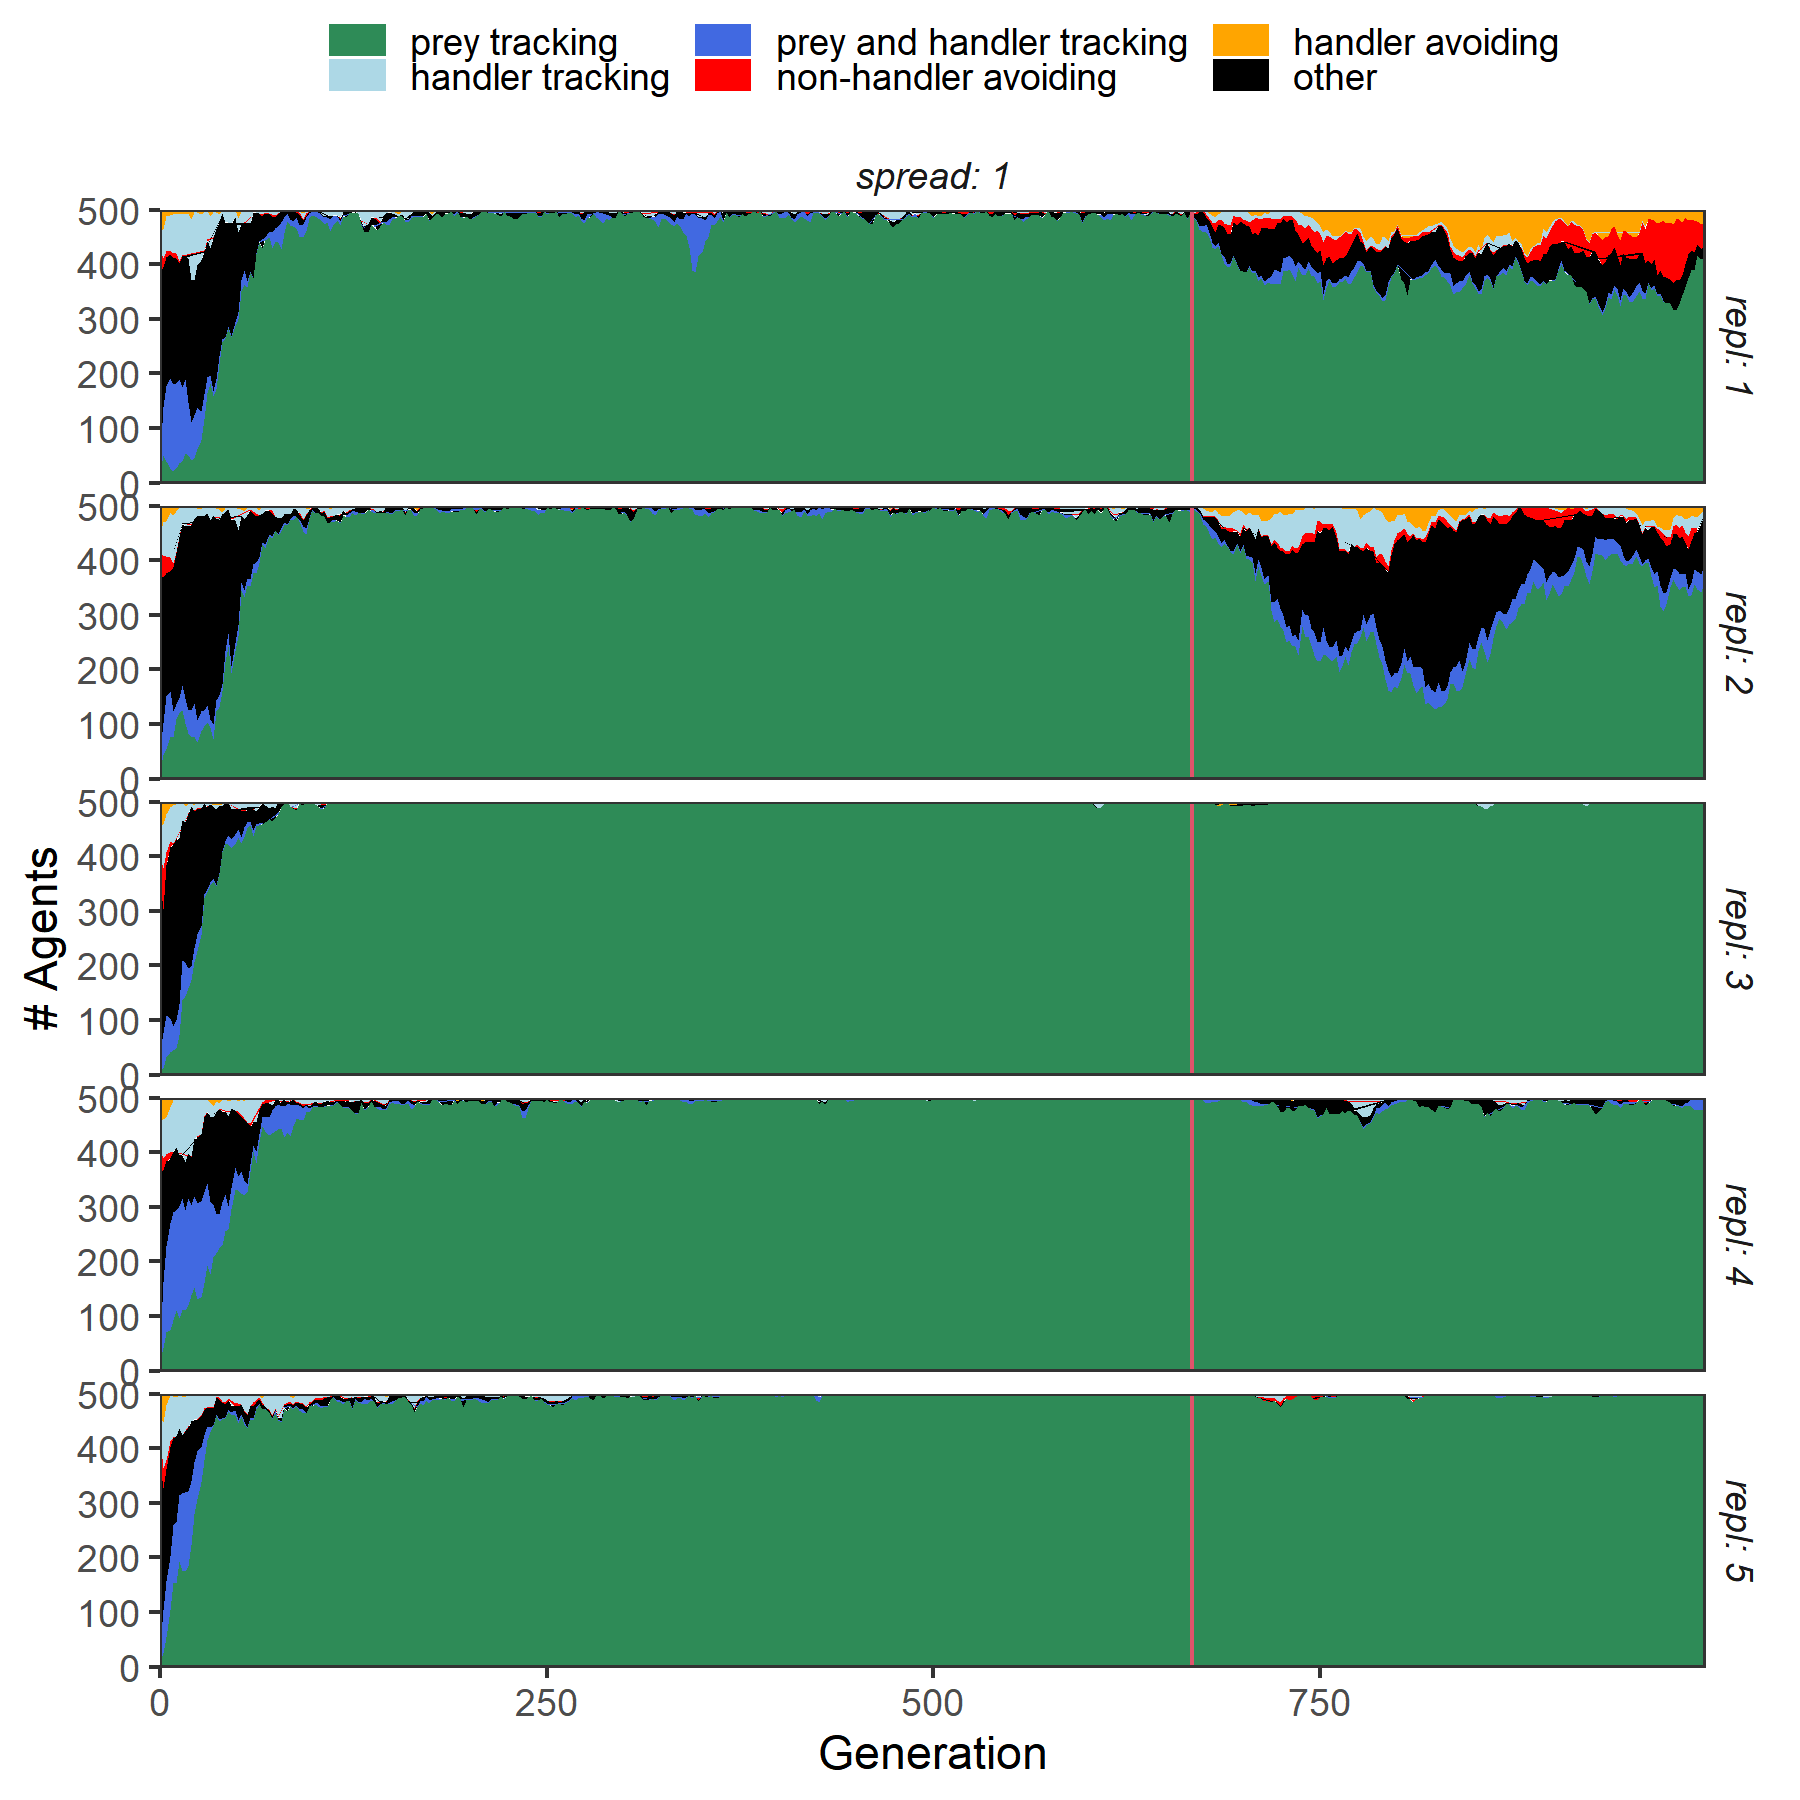 prey tracking
prey and handler tracking
handler avoiding
handler tracking
non-handler avoiding
other
spread: 1
500
400
300
200
100
0
repl: 1
500
400
300
200
100
0
repl: 2
500
400
300
200
100
0
repl: 3
500
400
300
200
100
0
repl: 4
500
400
300
200
100
0
repl: 5
# Agents
0
250
500
750
Generation